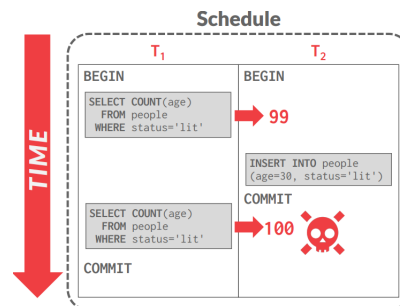 Schedule
TIME
T1
T2
BEGIN
BEGIN
SELECT COUNT(age)
FROM people
WHERE status='lit'
99
INSERT INTO people
(age=30, status='lit')
COMMIT
SELECT COUNT(age)
FROM people
WHERE status='lit'
100
COMMIT